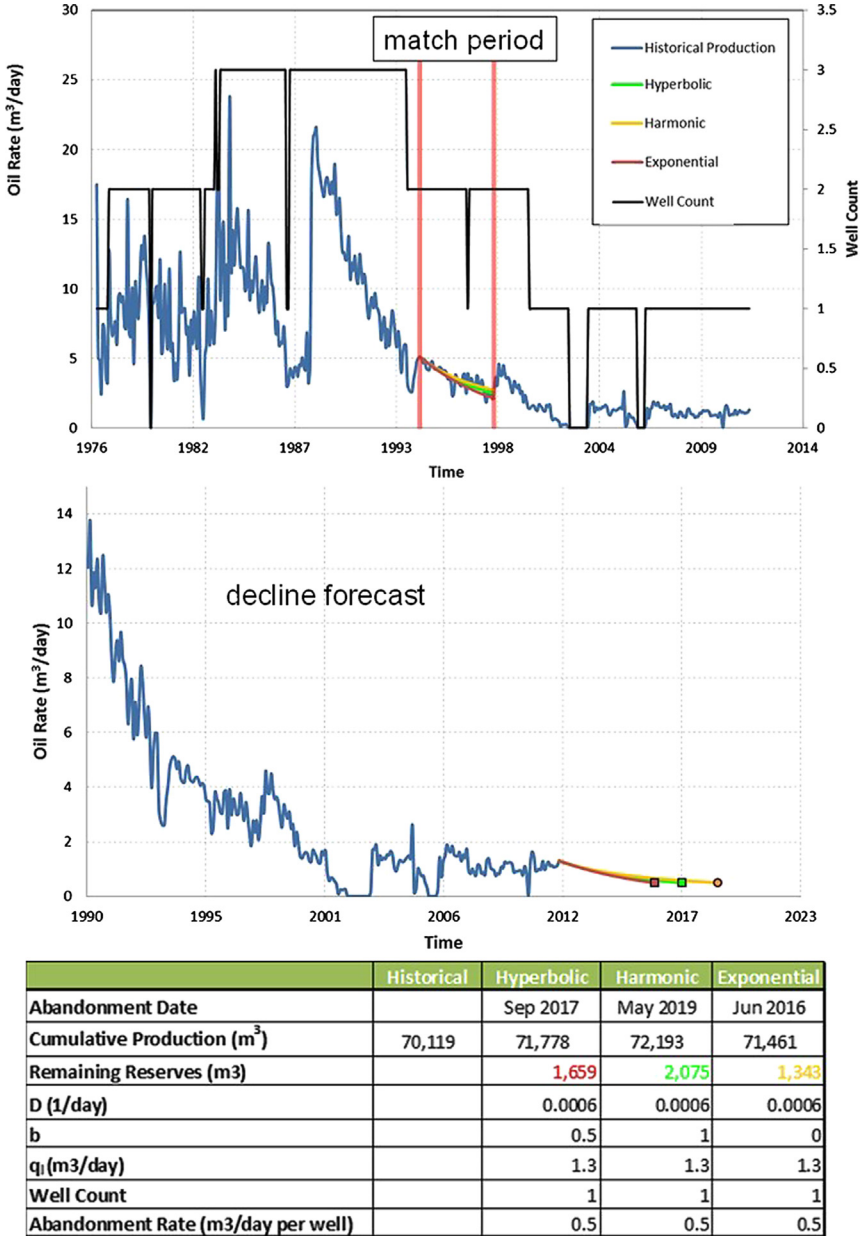 30
25
20
15
10
5
0
Oil Rate (m³/day)
3.5
3
2.5
2
1.5
1
0.5
0
Well Count
match period
Historical Production
Hyperbolic
Harmonic
Exponential
Well Count
1976 1982 1987 1993 1998 2004 2009 2014
Time
14
12
10
8
6
4
2
0
Oil Rate (m³/day)
decline forecast
1990 1995 2001 2006 2012 2017 2023
Time
Historical Hyperbolic Harmonic Exponential
Abandonment Date Sep 2017 May 2019 Jun 2016
Cumulative Production (m³) 70,119 71,778 72,193 71,461
Remaining Reserves (m3) 1,659 2,075 1,343
D (1/day) 0.0006 0.0006 0.0006
b 0.5 1 0
qI (m3/day) 1.3 1.3 1.3
Well Count 1 1 1
Abandonment Rate (m3/day per well) 0.5 0.5 0.5